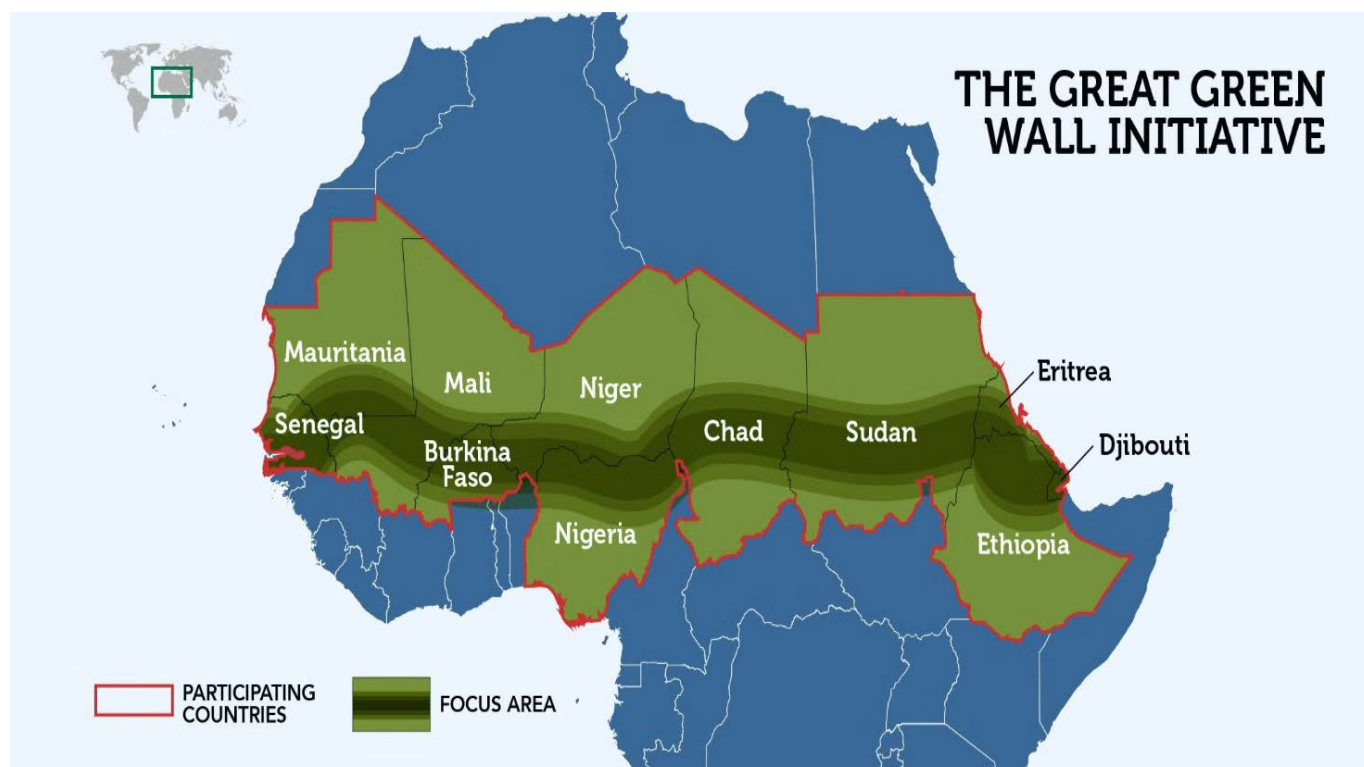 THE GREAT GREEN
WALL INITIATIVE
Mauritania
Mali
Niger
Eritrea
Senegal
Chad
Sudan
Djibouti
Burkina
Faso
Nigeria
Ethiopia
PARTICIPATING
COUNTRIES
FOCUS AREA